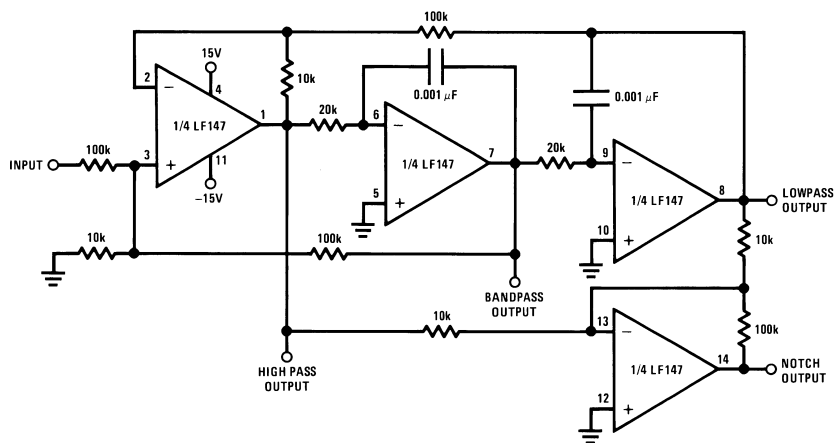 100k
15V
2
−
4
10k
0.001 μF
0.001 μF
1/4 LF147
1
20k
6
−
100k
3
+
11
−15V
1/4 LF147
7
20k
9
−
INPUT
5
+
1/4 LF147
8
LOWPASS
OUTPUT
10k
100k
10
+
10k
BANDPASS
OUTPUT
10k
13
−
100k
1/4 LF147
14
NOTCH
OUTPUT
HIGH PASS
OUTPUT
12
+